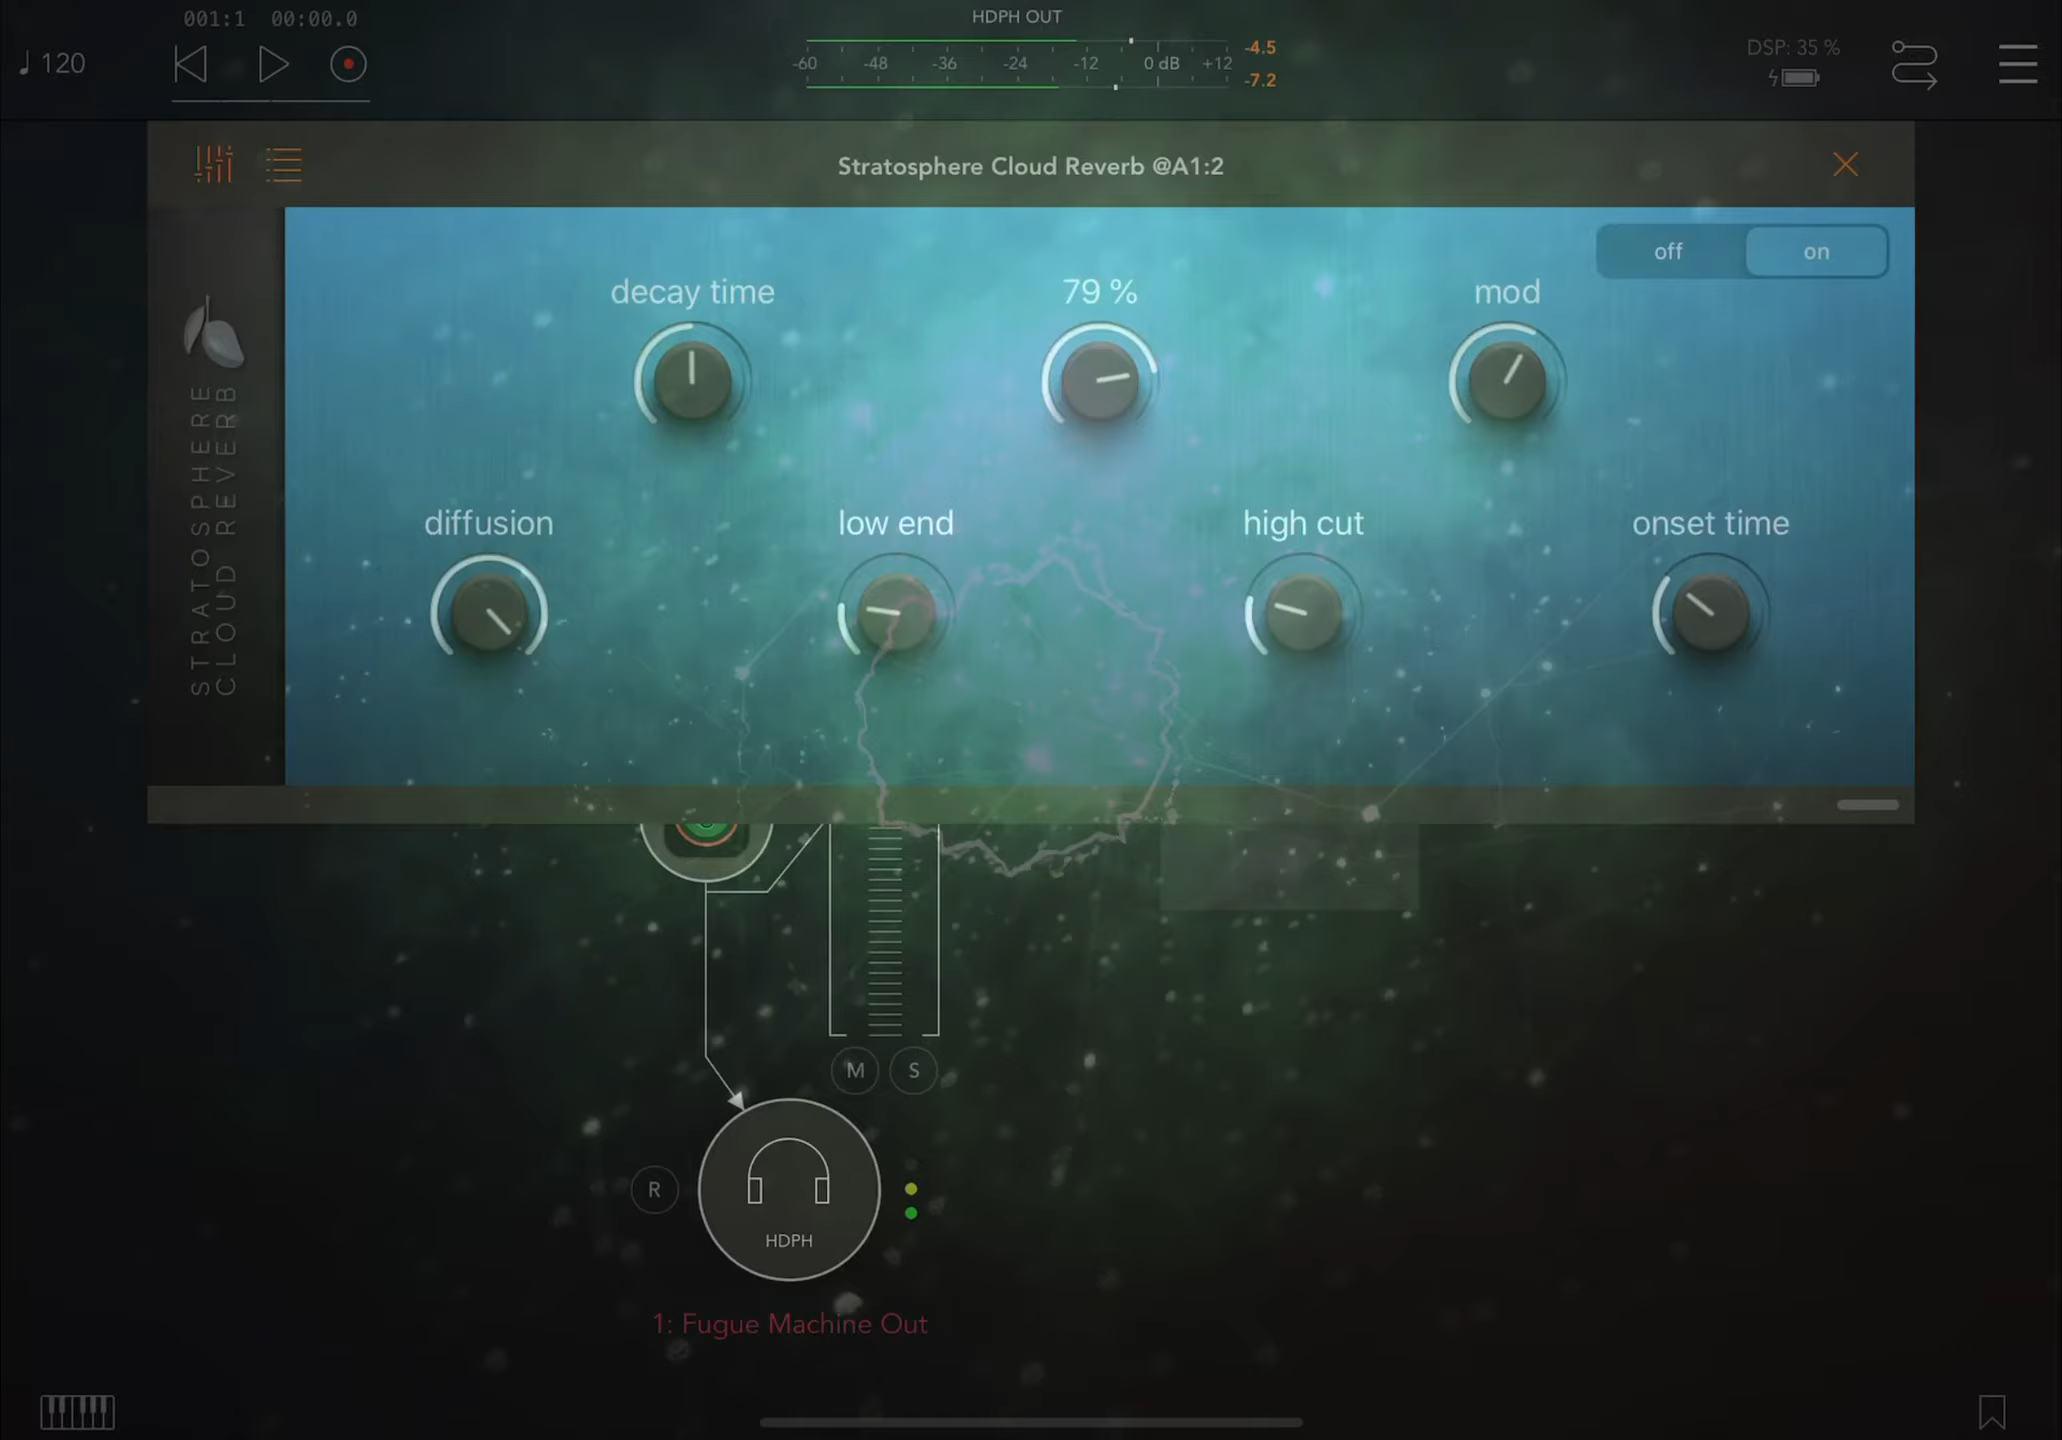 001:1 00:00.0
120
HDPH OUT
-60 -48 -36 -24 -12 0 dB +12
-4.5
-7.2
DSP: 35 %
Stratosphere Cloud Reverb @A1:2
off on
decay time 79 % mod
diffusion low end high cut onset time
STRATOSPHERE
CLOUD REVERB
M S
R
HDPH
1: Fugue Machine Out